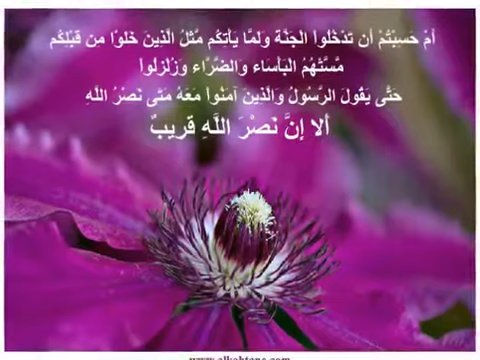 أَمْ حَسِبْتُمْ أَن تَدْخُلُواْ الْجَنَّةَ وَلَمَّا يَأْتِكُم مَّثَلُ الَّذِينَ خَلَوْاْ مِن قَبْلِكُم
مَّسَّتْهُمُ الْبَأْسَاء وَالضَّرَّاء وَزُلْزِلُواْ
حَتَّى يَقُولَ الرَّسُولُ وَالَّذِينَ آمَنُواْ مَعَهُ مَتَى نَصْرُ اللَّهِ
أَلا إِنَّ نَصْرَ اللَّهِ قَرِيبٌ